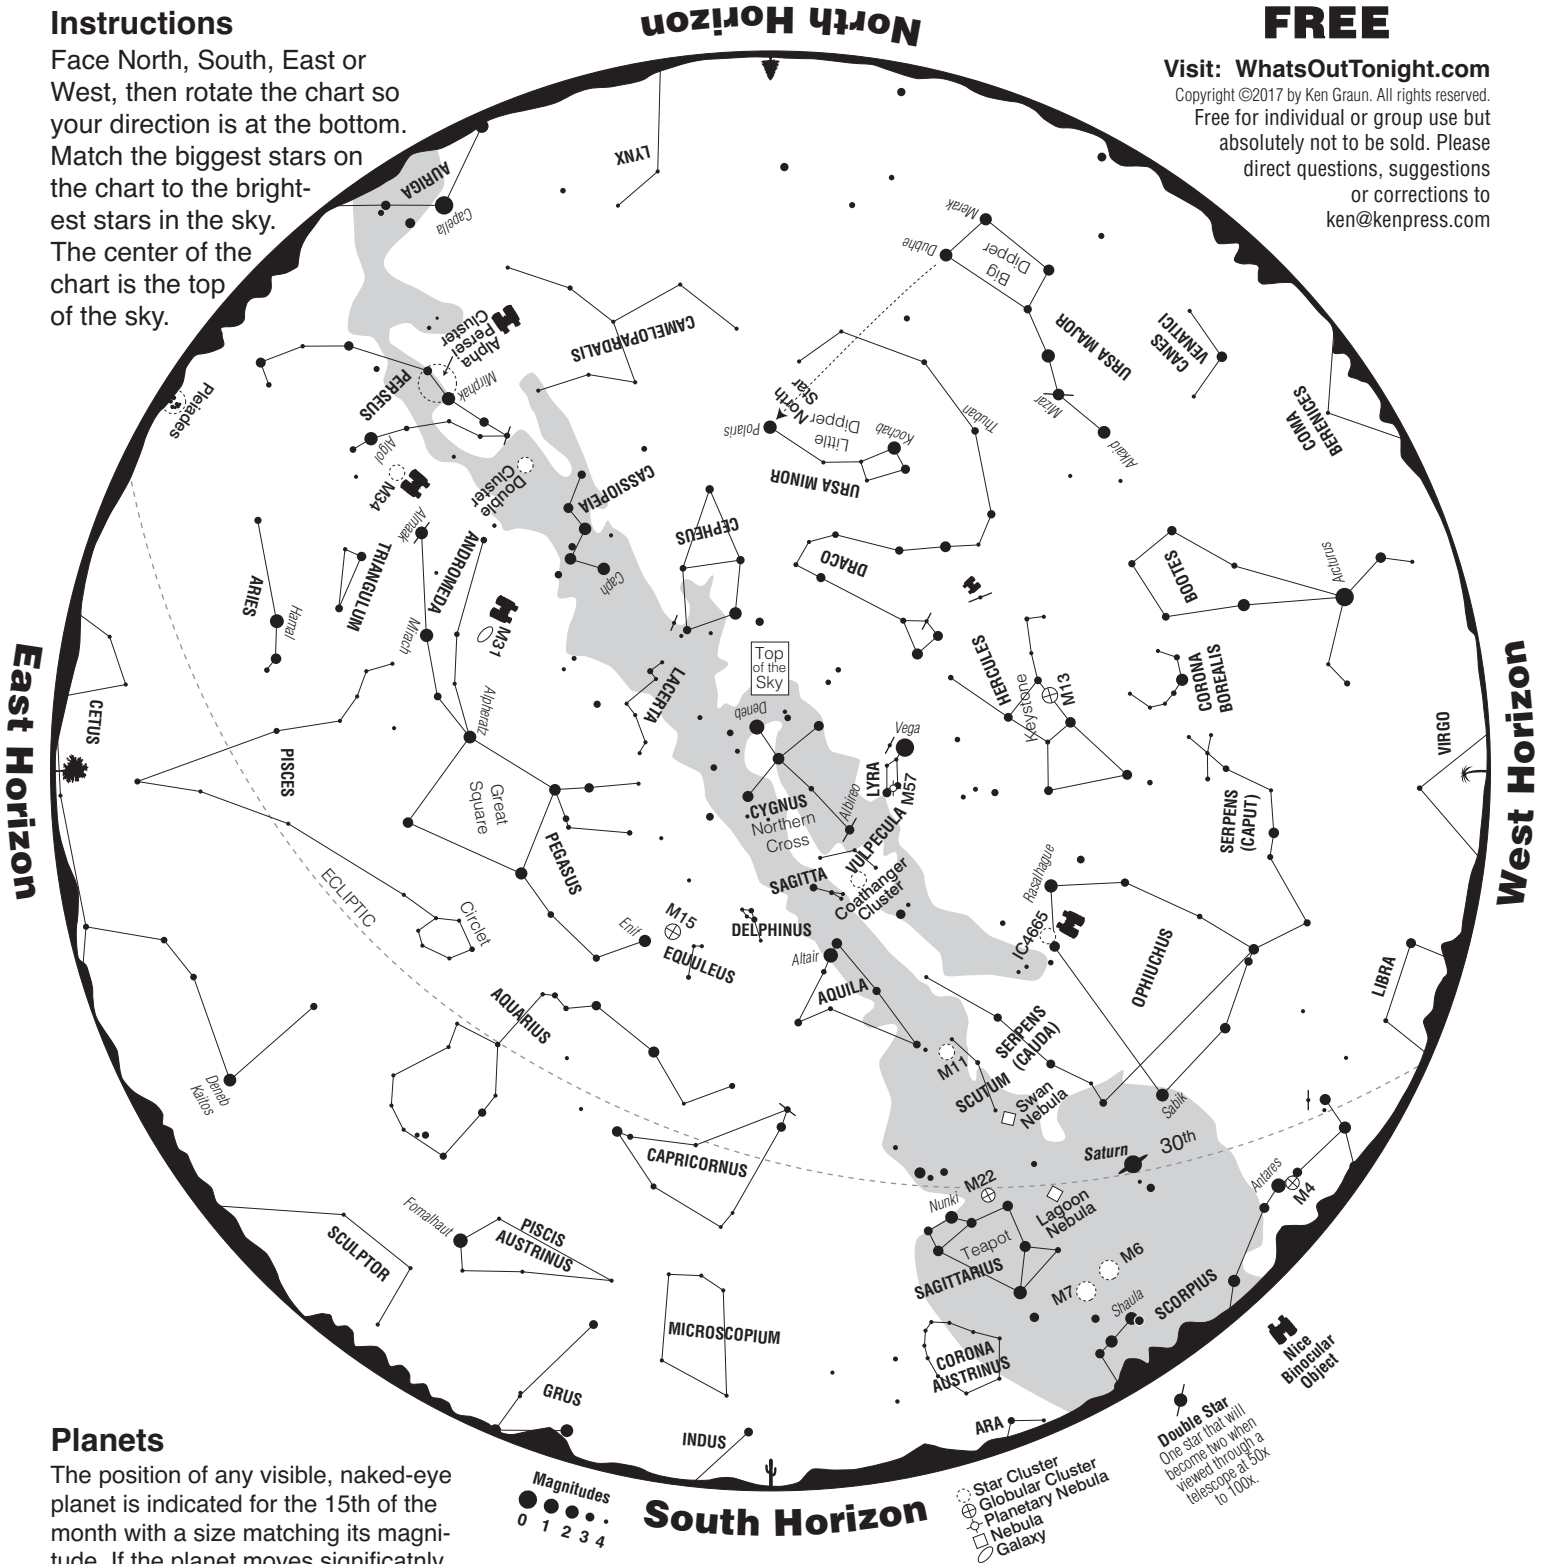 Instructions
Face North, South, East or
West, then rotate the chart so
your direction is at the bottom.
Match the biggest stars on
the chart to the bright-
est stars in the sky.
The center of the
chart is the top
of the sky.
North Horizon
FREE
Visit: WhatsOutTonight.com
Copyright ©2017 by Ken Graun. All rights reserved.
Free for individual or group use but
absolutely not to be sold. Please
direct questions, suggestions
or corrections to
ken@kenpress.com
AURIGA
Capella
LYNX
Merak
Dubhe
Big
Dipper
URSA MAJOR
CANES
VENATICI
COMA
BERENICES
Mizar
Alkaid
Thuban
CAMELOPARDALIS
Alpha
Persei
Cluster
Mirphak
PERSEUS
Algol
Pleiades
M34
Double
Cluster
CASSIOPEIA
Caph
North
Star
Polaris
Little
Dipper
Kochab
URSA MINOR
CEPHEUS
DRACO
BOOTES
Arcturus
Almaak
ANDROMEDA
TRIANGULUM
ARIES
Hamal
Mirach
M31
Alpheratz
LACERTA
Top
of the
Sky
Deneb
Vega
LYRA
M57
HERCULES
Keystone
M13
CORONA
BOREALIS
SERPENS
(CAPUT)
VIRGO
West Horizon
East Horizon
CETUS
PISCES
Great
Square
PEGASUS
CYGNUS
Northern
Cross
Albireo
VULPECULA
Coathanger
Cluster
SAGITTA
DELPHINUS
Enif
M15
EQUULEUS
Altair
AQUILA
ECLIPTIC
Circlet
AQUARIUS
Rasalhague
IC4665
OPHIUCHUS
LIBRA
SERPENS
(CAUDA)
M11
SCUTUM
Swan
Nebula
Sabik
Saturn
30th
Antares
M4
Deneb
Kaitos
CAPRICORNUS
Nunki
M22
Lagoon
Nebula
Teapot
SAGITTARIUS
M6
M7
Shaula
SCORPIUS
SCULPTOR
Fomalhaut
PISCIS
AUSTRINUS
MICROSCOPIUM
CORONA
AUSTRINUS
GRUS
INDUS
ARA
South Horizon
Magnitudes
0 1 2 3 4
Star Cluster
Globular Cluster
Planetary Nebula
Nebula
Galaxy
Double Star
One star that will
become two when
viewed through a
telescope at 50x
to 100x.
Nice
Binocular
Object
Planets
The position of any visible, naked-eye
planet is indicated for the 15th of the
month with a size matching its magni-
tude. If the planet moves significatnly